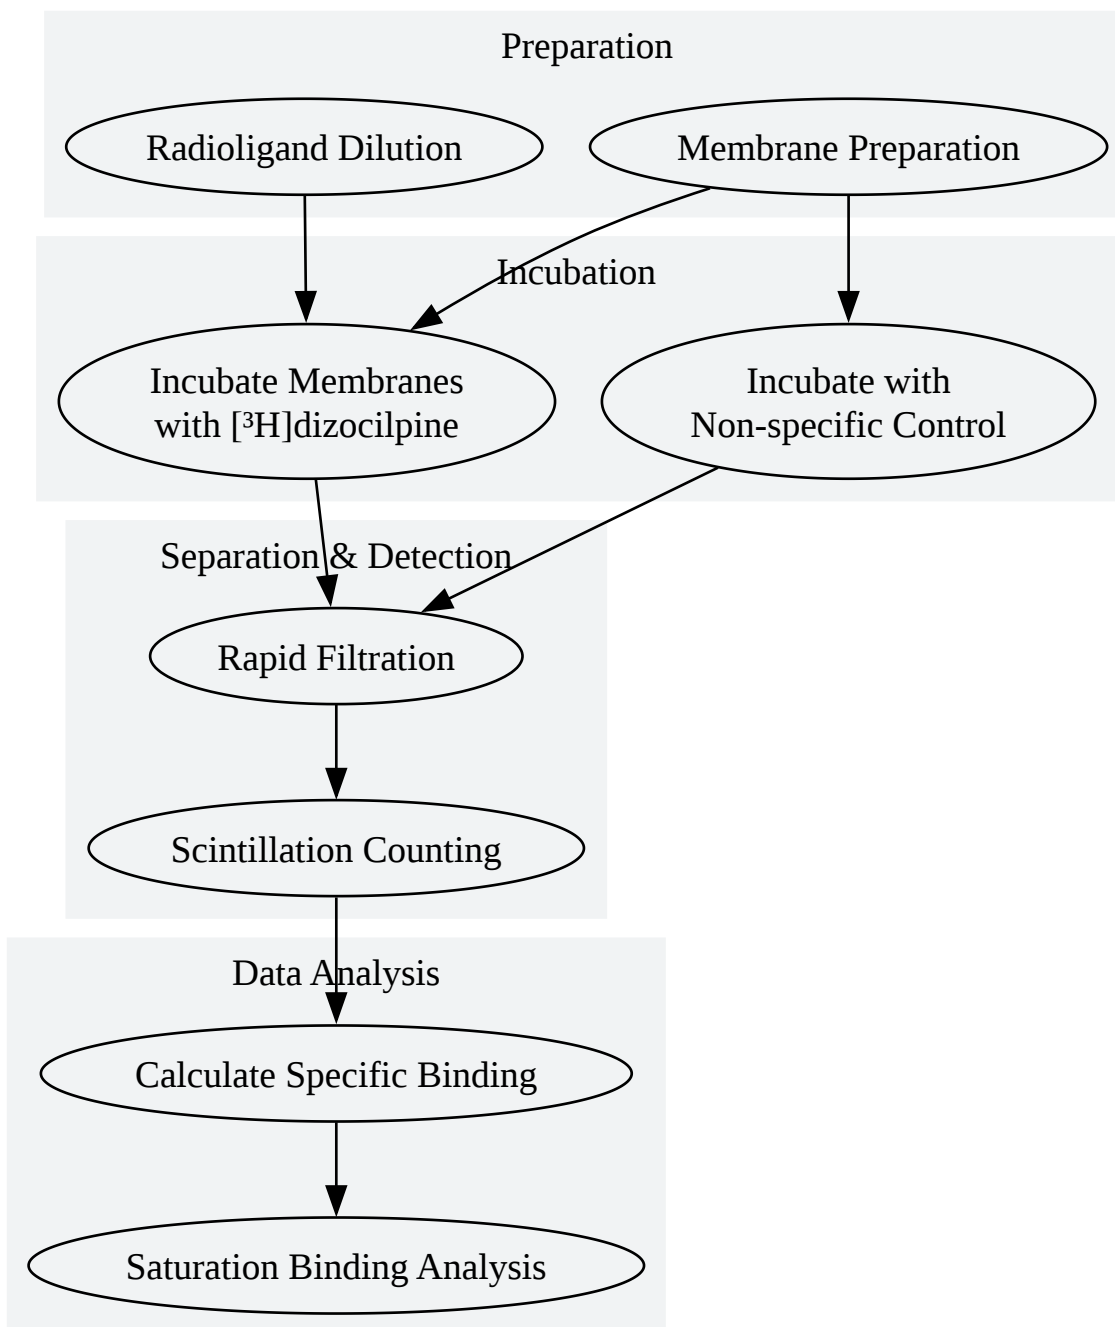 Preparation
Radioligand Dilution
Membrane Preparation
Incubation
Incubate Membranes
with [³H]dizocilpine
Incubate with
Non-specific Control
Separation & Detection
Rapid Filtration
Scintillation Counting
Data Analysis
Calculate Specific Binding
Saturation Binding Analysis